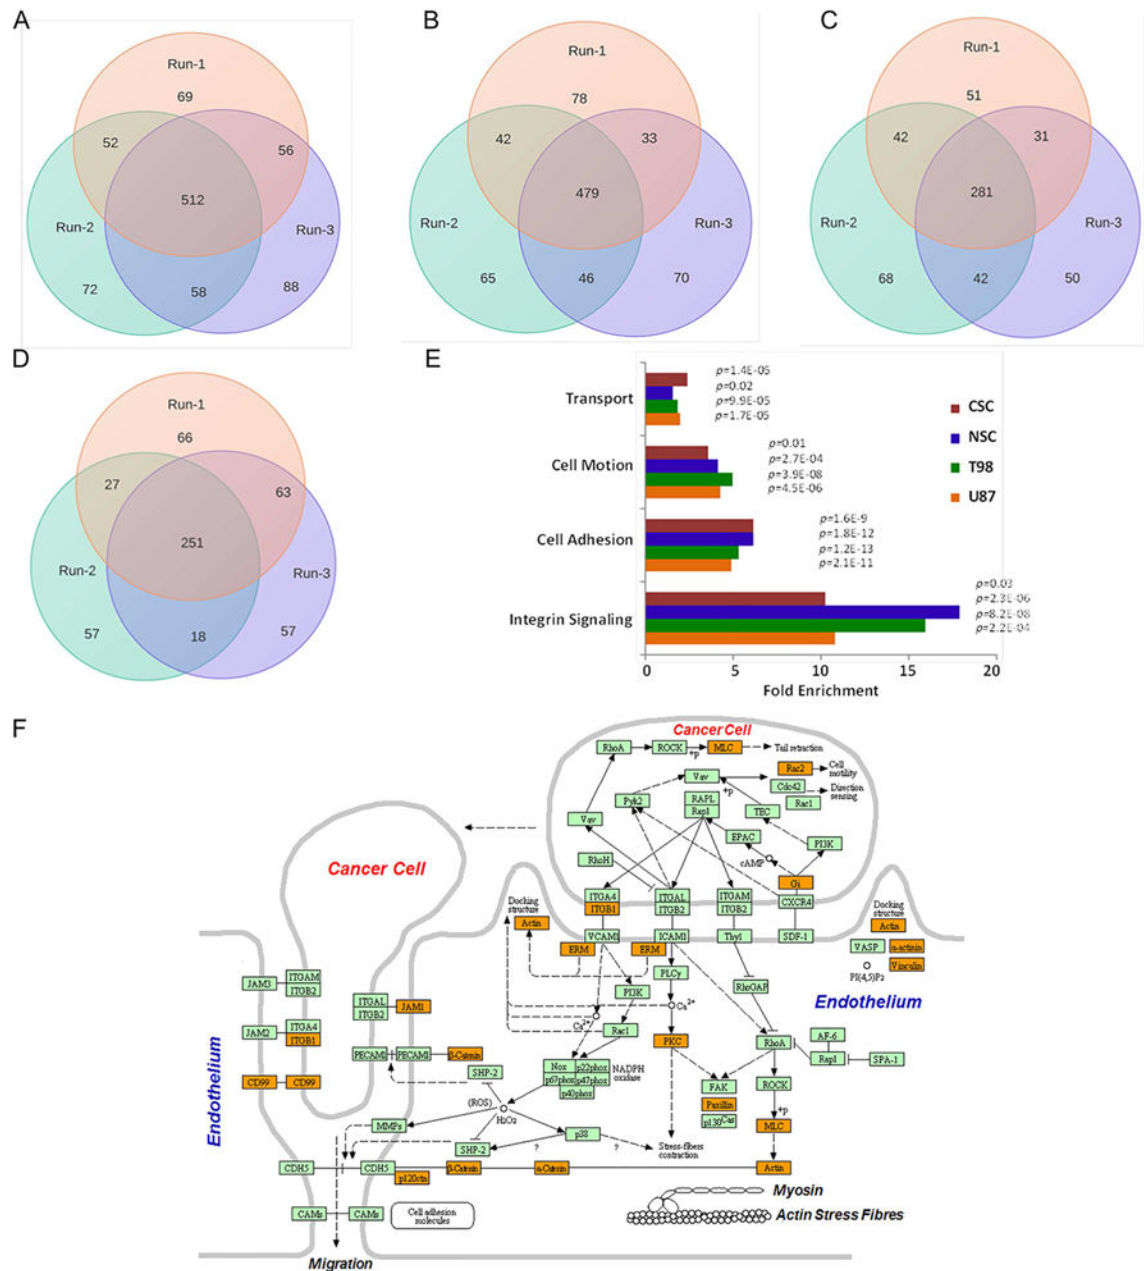 A
Run-1
69
52
56
512
Run-2
Run-3
72
58
88
B
Run-1
78
42
33
479
Run-2
Run-3
65
46
70
C
Run-1
51
42
31
281
Run-2
Run-3
68
42
50
D
Run-1
66
27
63
251
Run-2
Run-3
57
18
57
E
Transport
p=1.4E-05
p=0.02
p=9.9E-05
p=1.7E-05
Cell Motion
p=0.01
p=2.7E-04
p=3.9E-08
p=4.5E-06
Cell Adhesion
p=1.6E-9
p=1.8E-12
p=1.2E-13
p=2.1E-11
Integrin Signaling
p=0.03
p=2.3E-06
p=8.2E-08
p=2.2E-04
CSC
NSC
T98
U87
0 5 10 15 20
Fold Enrichment
F
Cancer Cell
RhoA ROCK +p MLC Tail retraction
Vav Rac2 Cell motility
+p Cdc42 Direction sensing
Rac1
Pyk2 RAPL Rap1 TEC
Vav
EPAC PI3K
RhoH cAMP
Gi
ITGA4 ITGAL ITGAM CXCR4
ITGB1 ITGB2 ITGB2
Cancer Cell
Docking structure
Actin
VCAM1 ICAM1 Thy1 SDF-1
ERM ERM
Docking structure
Actin
VASP α-actinin
PI(4,5)P2 Vinculin
PLCγ
PI3K RhoGAP
Endothelium
JAM3 ITGAM ITGB2
ITGAL ITGB2 JAM1
Ca2+ Ca2+
Rac1
JAM2 ITGA4 ITGB1
PKC RhoA AF-6
Rap1 SPA-1
PECAM1 PECAM1 β-Catenin
SHP-2
Nox p22phox
p67phox p47phox
p40phox
NADPH oxidase
FAK ROCK
Paxillin
p130Cas
+p
CD99 CD99
Endothelium
(ROS)
H2O2
MMPs
p38
MLC
SHP-2
? ?
Stress-fibers contraction
CDH5 CDH5 β-Catenin α-Catenin Actin
p120ctn
CAMs CAMs
Cell adhesion molecules
Myosin
Actin Stress Fibres
Migration